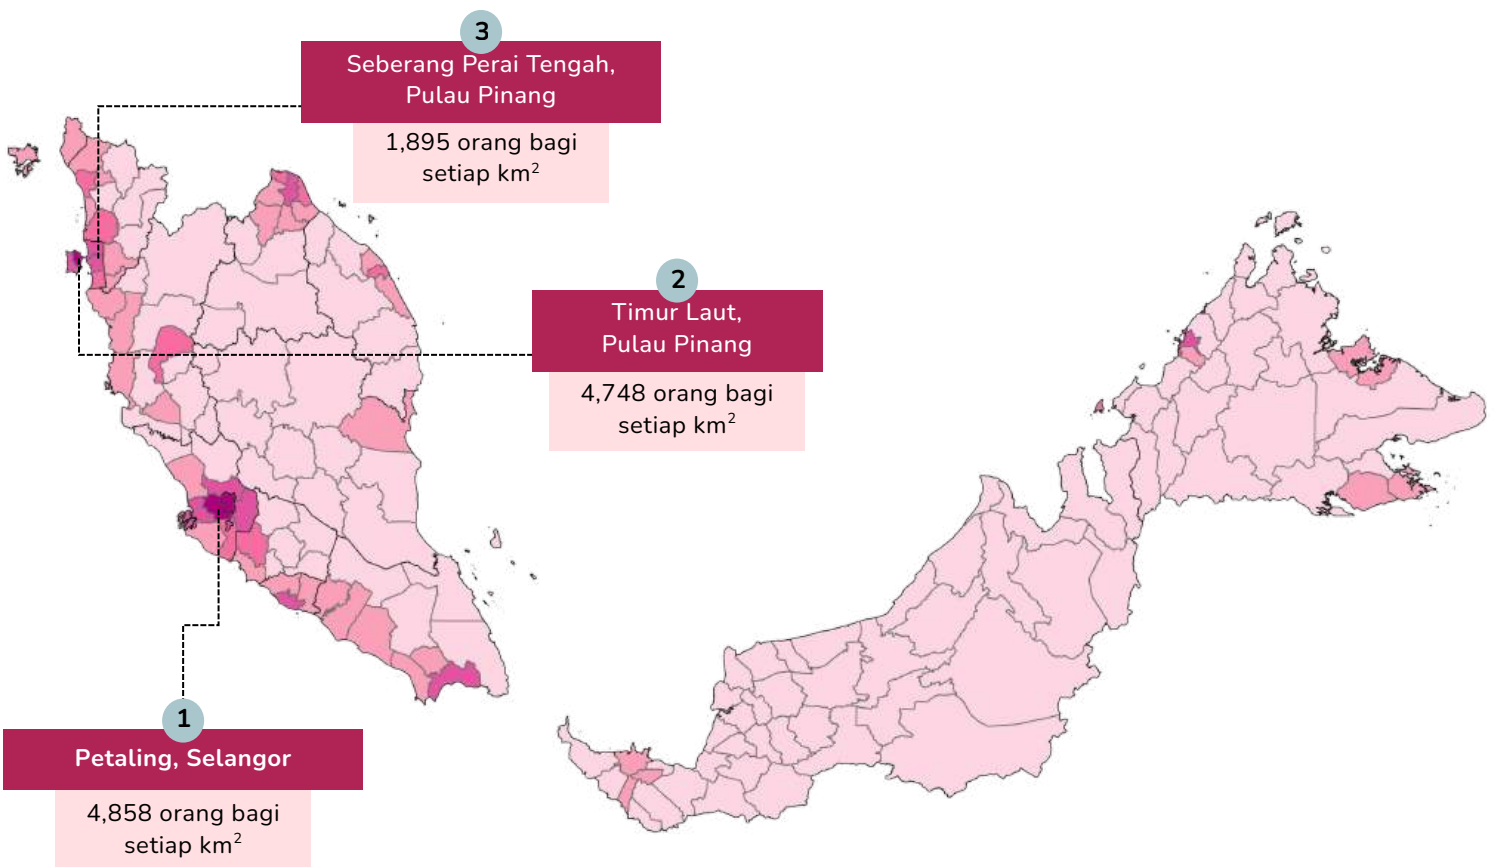 3
Seberang Perai Tengah,
Pulau Pinang
1,895 orang bagi
setiap km²
2
Timur Laut,
Pulau Pinang
4,748 orang bagi
setiap km²
1
Petaling, Selangor
4,858 orang bagi
setiap km²